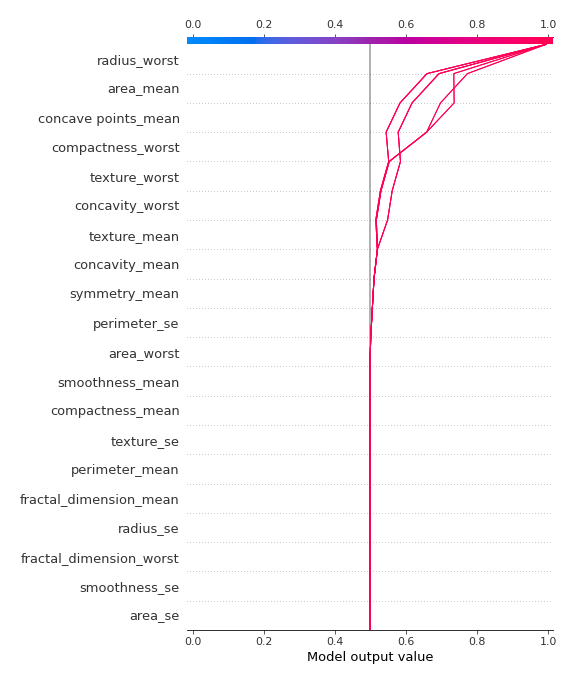 0.0 0.2 0.4 0.6 0.8 1.0
radius_worst
area_mean
concave points_mean
compactness_worst
texture_worst
concavity_worst
texture_mean
concavity_mean
symmetry_mean
perimeter_se
area_worst
smoothness_mean
compactness_mean
texture_se
perimeter_mean
fractal_dimension_mean
radius_se
fractal_dimension_worst
smoothness_se
area_se
0.0 0.2 0.4 0.6 0.8 1.0
Model output value